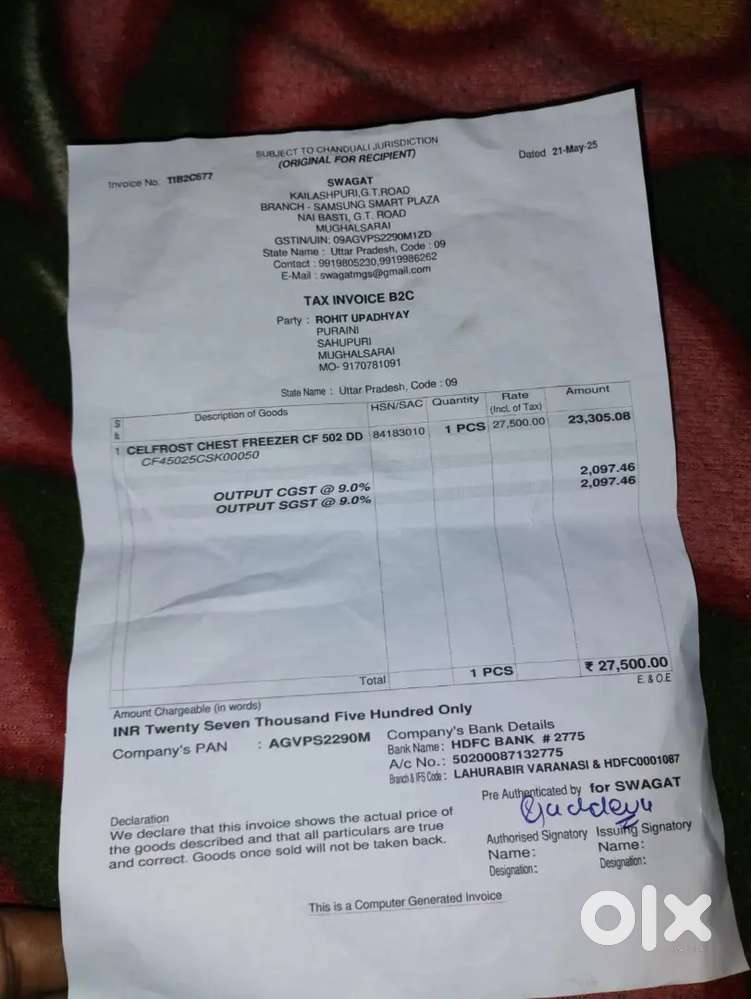 SUBJECT TO CHANDUALI JURISDICTION
(ORIGINAL FOR RECIPIENT)
Invoice No. TIB2C677
Dated 21-May-25
SWAGAT
KAILASHPURI,G.T.ROAD
BRANCH - SAMSUNG SMART PLAZA
NAI BASTI, G.T. ROAD
MUGHALSARAI
GSTIN/UIN: 09AGVPS2290M1ZD
State Name : Uttar Pradesh, Code : 09
Contact : 9919805230,9919986262
E-Mail : swagatmgs@gmail.com
TAX INVOICE B2C
Party : ROHIT UPADHYAY
PURAINI
SAHUPURI
MUGHALSARAI
MO- 9170781091
State Name : Uttar Pradesh, Code : 09
Description of Goods HSN/SAC Quantity Rate (Incl. of Tax) Amount
1 CELFROST CHEST FREEZER CF 502 DD 84183010 1 PCS 27,500.00 23,305.08
CF45025CSK00050
OUTPUT CGST @ 9.0% 2,097.46
OUTPUT SGST @ 9.0% 2,097.46
Total 1 PCS ₹ 27,500.00
E. & O.E
Amount Chargeable (in words)
INR Twenty Seven Thousand Five Hundred Only
Company's PAN : AGVPS2290M
Company's Bank Details
Bank Name : HDFC BANK # 2775
A/c No. : 50200087132775
Branch & IFS Code : LAHURABIR VARANASI & HDFC0001087
Pre Authenticated by for SWAGAT
Authorised Signatory Issuing Signatory
Name: Name:
Designation: Designation:
Declaration
We declare that this invoice shows the actual price of
the goods described and that all particulars are true
and correct. Goods once sold will not be taken back.
This is a Computer Generated Invoice
olx